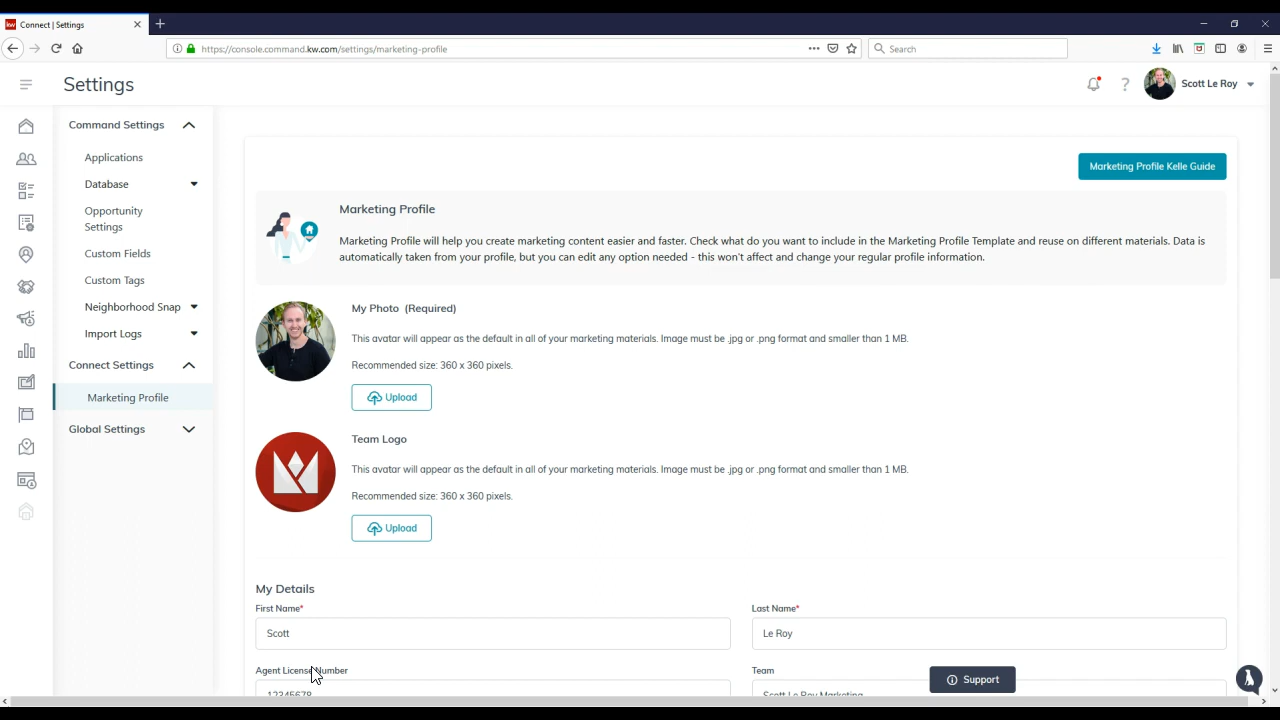 kw Connect | Settings
https://console.command.kw.com/settings/marketing-profile
Search
Settings
Scott Le Roy
Command Settings
Applications
Database
Opportunity
Settings
Custom Fields
Custom Tags
Neighborhood Snap
Import Logs
Connect Settings
Marketing Profile
Global Settings
Marketing Profile Kelle Guide
Marketing Profile
Marketing Profile will help you create marketing content easier and faster. Check what do you want to include in the Marketing Profile Template and reuse on different materials. Data is
automatically taken from your profile, but you can edit any option needed - this won't affect and change your regular profile information.
My Photo (Required)
This avatar will appear as the default in all of your marketing materials. Image must be .jpg or .png format and smaller than 1 MB.
Recommended size: 360 x 360 pixels.
Upload
Team Logo
This avatar will appear as the default in all of your marketing materials. Image must be .jpg or .png format and smaller than 1 MB.
Recommended size: 360 x 360 pixels.
Upload
My Details
First Name* Last Name*
Scott Le Roy
Agent License Number Team
12345678 Scott Le Roy Marketing
Support